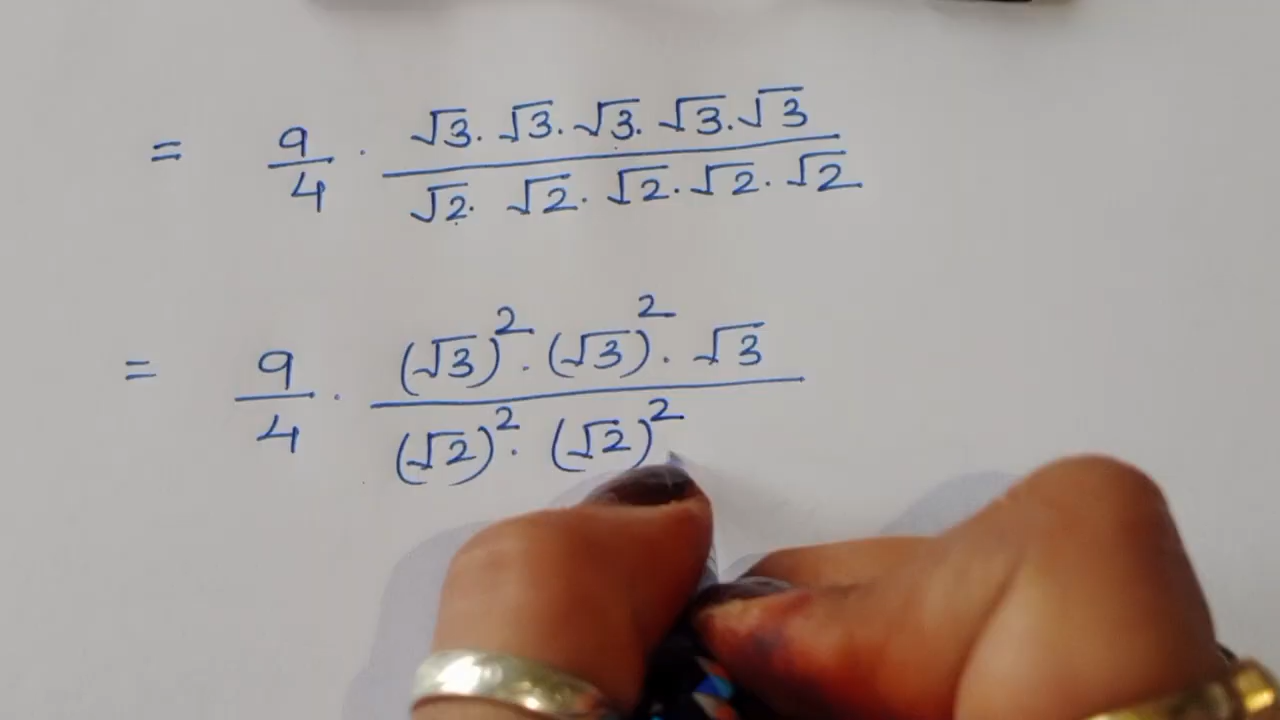 = 9/4 · √3. √3. √3. √3. √3 / √2. √2. √2. √2. √2
= 9/4 · (√3)². (√3)². √3 / (√2)². (√2)²